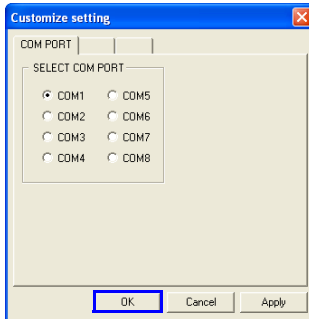 Customize setting
COM PORT
SELECT COM PORT
COM1 COM5
COM2 COM6
COM3 COM7
COM4 COM8
OK Cancel Apply